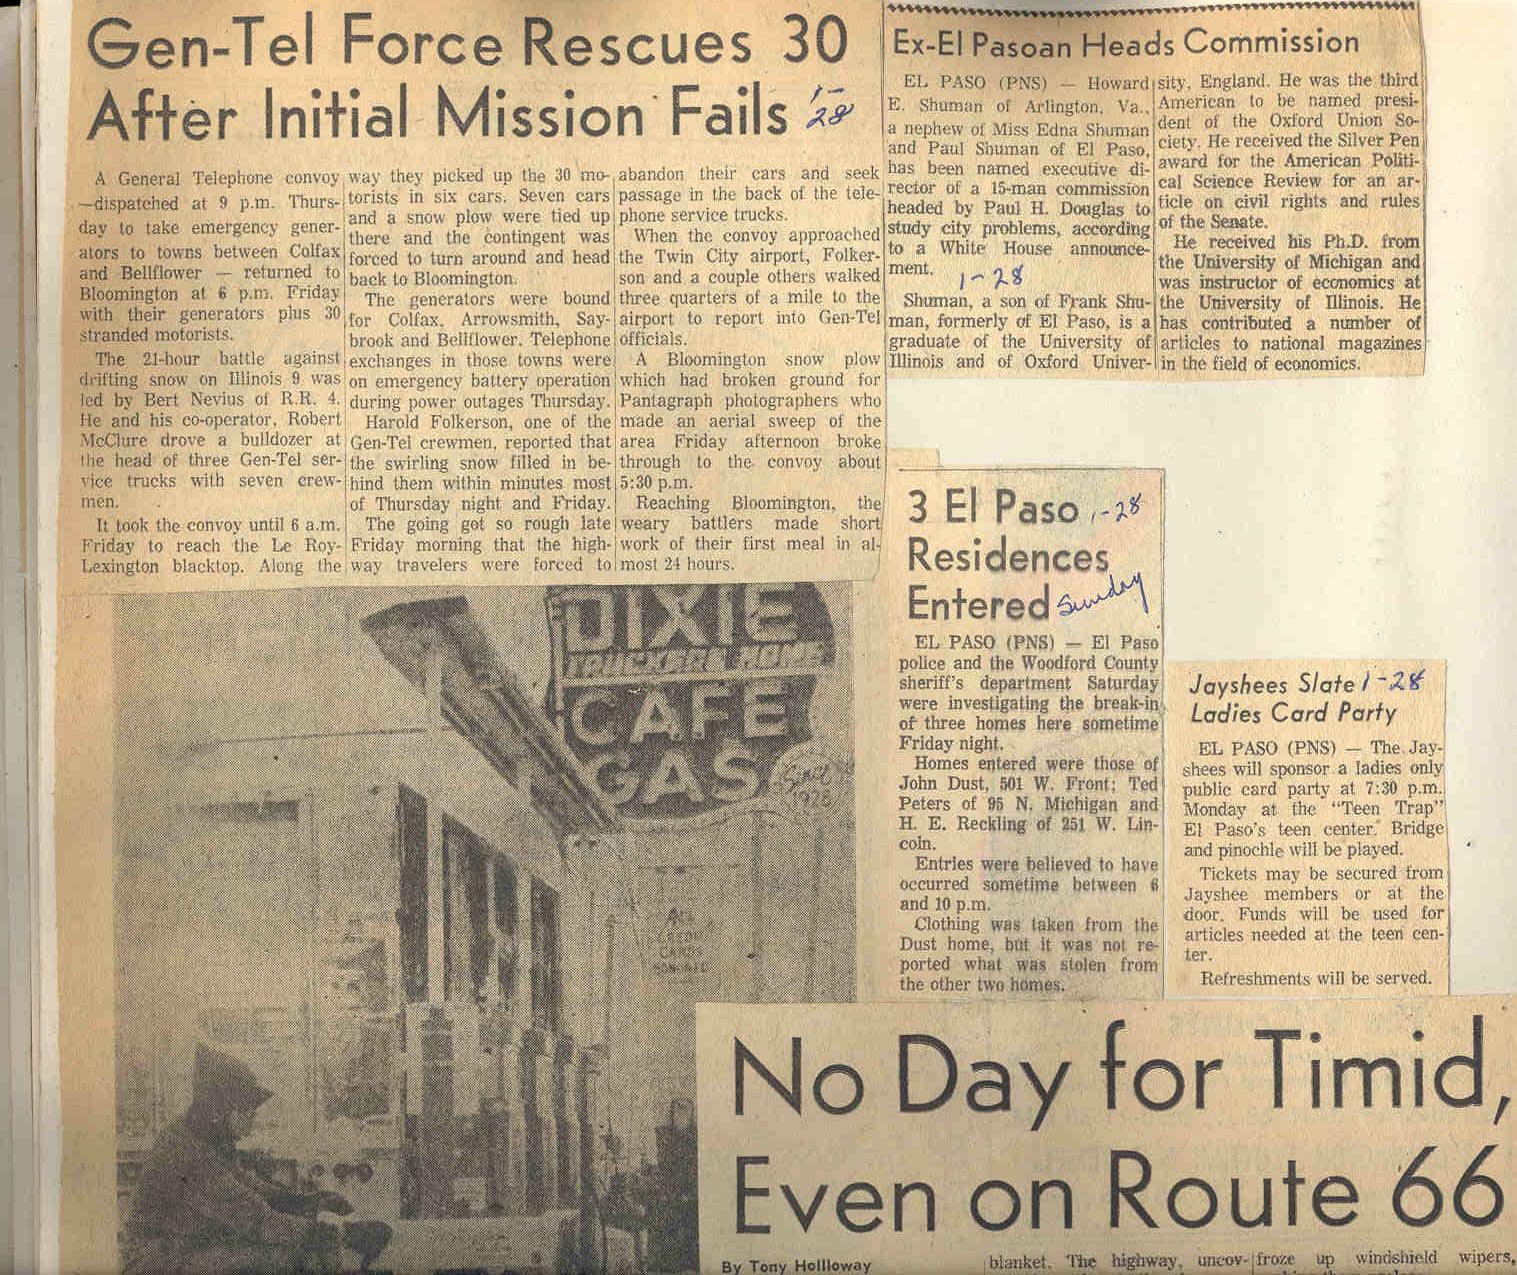 Gen-Tel Force Rescues 30
After Initial Mission Fails 1-
28
A General Telephone convoy
—dispatched at 9 p.m. Thurs-
day to take emergency gener-
ators to towns between Colfax
and Bellflower — returned to
Bloomington at 6 p.m. Friday
with their generators plus 30
stranded motorists.
The 21-hour battle against
drifting snow on Illinois 9 was
led by Bert Nevius of R.R. 4.
He and his co-operator, Robert
McClure drove a bulldozer at
the head of three Gen-Tel ser-
vice trucks with seven crew-
men.
It took the convoy until 6 a.m.
Friday to reach the Le Roy-
Lexington blacktop. Along the
way they picked up the 30 mo-
torists in six cars. Seven cars
and a snow plow were tied up
there and the contingent was
forced to turn around and head
back to Bloomington.
The generators were bound
for Colfax, Arrowsmith, Say-
brook and Bellflower. Telephone
exchanges in those towns were
on emergency battery operation
during power outages Thursday.
Harold Folkerson, one of the
Gen-Tel crewmen, reported that
the swirling snow filled in be-
hind them within minutes most
of Thursday night and Friday.
The going got so rough late
Friday morning that the high-
way travelers were forced to
abandon their cars and seek
passage in the back of the tele-
phone service trucks.
When the convoy approached
the Twin City airport, Folker-
son and a couple others walked
three quarters of a mile to the
airport to report into Gen-Tel
officials.
A Bloomington snow plow
which had broken ground for
Pantagraph photographers who
made an aerial sweep of the
area Friday afternoon broke
through to the convoy about
5:30 p.m.
Reaching Bloomington, the
weary battlers made short
work of their first meal in al-
most 24 hours.
Ex-El Pasoan Heads Commission
EL PASO (PNS) — Howard
E. Shuman of Arlington, Va.,
a nephew of Miss Edna Shuman
and Paul Shuman of El Paso,
has been named executive di-
rector of a 15-man commission
headed by Paul H. Douglas to
study city problems, according
to a White House announce-
ment. 1-28
Shuman, a son of Frank Shu-
man, formerly of El Paso, is a
graduate of the University of
Illinois and of Oxford Univer-
sity, England. He was the third
American to be named presi-
dent of the Oxford Union So-
ciety. He received the Silver Pen
award for the American Politi-
cal Science Review for an ar-
ticle on civil rights and rules
of the Senate.
He received his Ph.D. from
the University of Michigan and
was instructor of economics at
the University of Illinois. He
has contributed a number of
articles to national magazines
in the field of economics.
3 El Paso 1-28
Residences
Entered Sunday
EL PASO (PNS) — El Paso
police and the Woodford County
sheriff's department Saturday
were investigating the break-in
of three homes here sometime
Friday night.
Homes entered were those of
John Dust, 501 W. Front; Ted
Peters of 95 N. Michigan and
H. E. Reckling of 251 W. Lin-
coln.
Entries were believed to have
occurred sometime between 6
and 10 p.m.
Clothing was taken from the
Dust home, but it was not re-
ported what was stolen from
the other two homes.
Jayshees Slate 1-28
Ladies Card Party
EL PASO (PNS) — The Jay-
shees will sponsor a ladies only
public card party at 7:30 p.m.
Monday at the "Teen Trap"
El Paso's teen center. Bridge
and pinochle will be played.
Tickets may be secured from
Jayshee members or at the
door. Funds will be used for
articles needed at the teen cen-
ter.
Refreshments will be served.
DIXIE
TRUCKERS HOME
CAFE
GAS
Since
1928
ALL
CREDIT
CARDS
HONORED
No Day for Timid,
Even on Route 66
By Tony Holloway
blanket. The highway, uncov-
froze up windshield wipers,